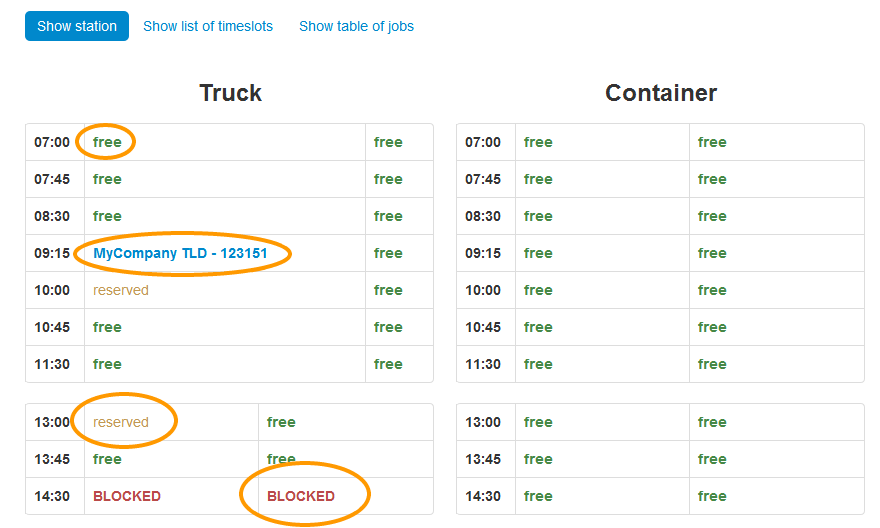 Show station Show list of timeslots Show table of jobs
Truck
07:00 free free
07:45 free free
08:30 free free
09:15 MyCompany TLD - 123151 free
10:00 reserved free
10:45 free free
11:30 free free
13:00 reserved free
13:45 free free
14:30 BLOCKED BLOCKED
Container
07:00 free free
07:45 free free
08:30 free free
09:15 free free
10:00 free free
10:45 free free
11:30 free free
13:00 free free
13:45 free free
14:30 free free